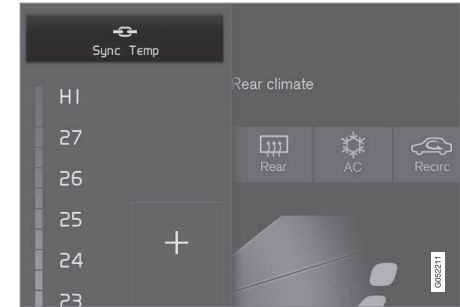 Sync Temp
Rear climate
HI
27
26
25
24
23
Rear
AC
Recirc
G052211